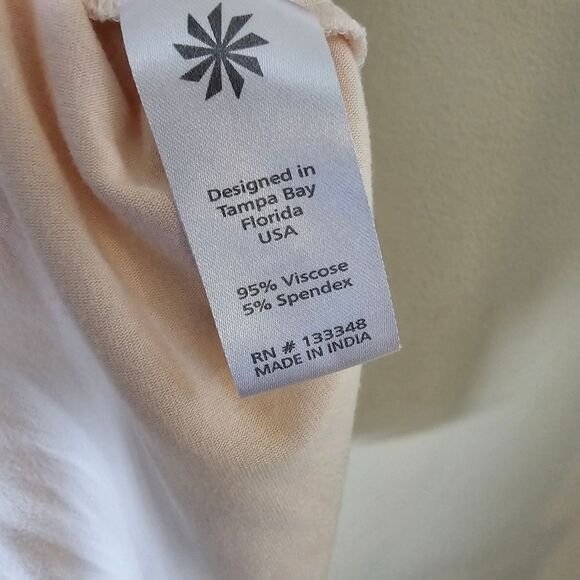 Designed in
Tampa Bay
Florida
USA
95% Viscose
5% Spendex
RN # 133348
MADE IN INDIA